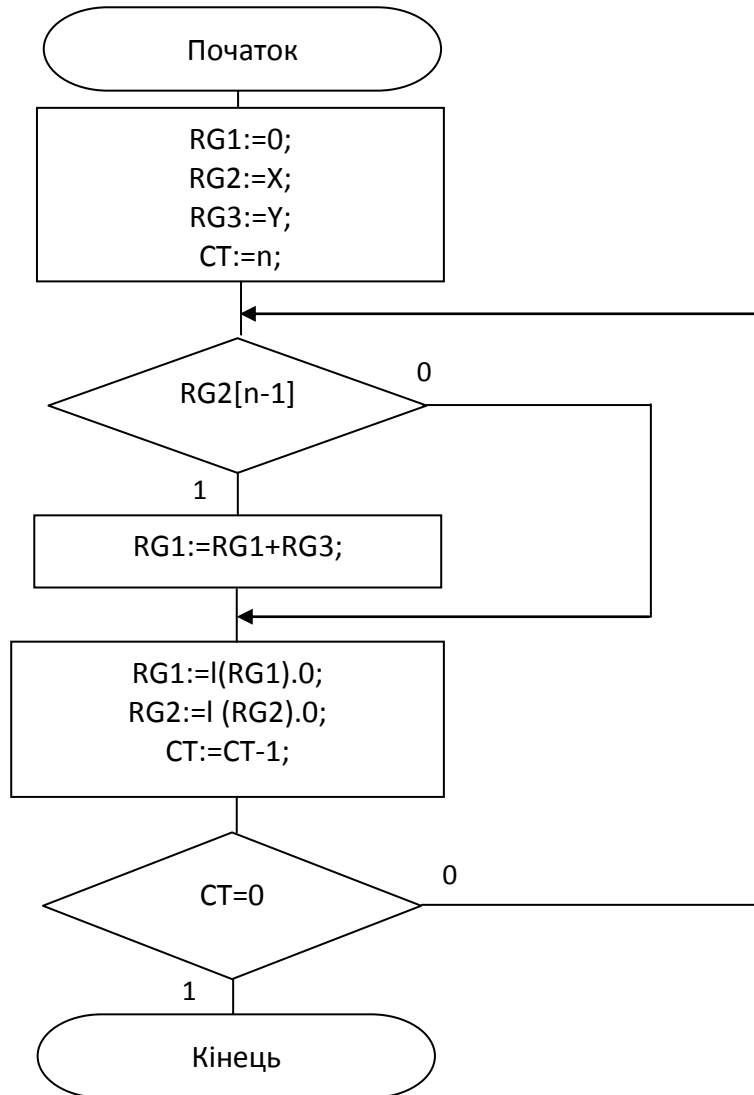 Початок
RG1:=0;
RG2:=X;
RG3:=Y;
CT:=n;
RG2[n-1]
0
1
RG1:=RG1+RG3;
RG1:=l(RG1).0;
RG2:=l (RG2).0;
CT:=CT-1;
CT=0
0
1
Кінець